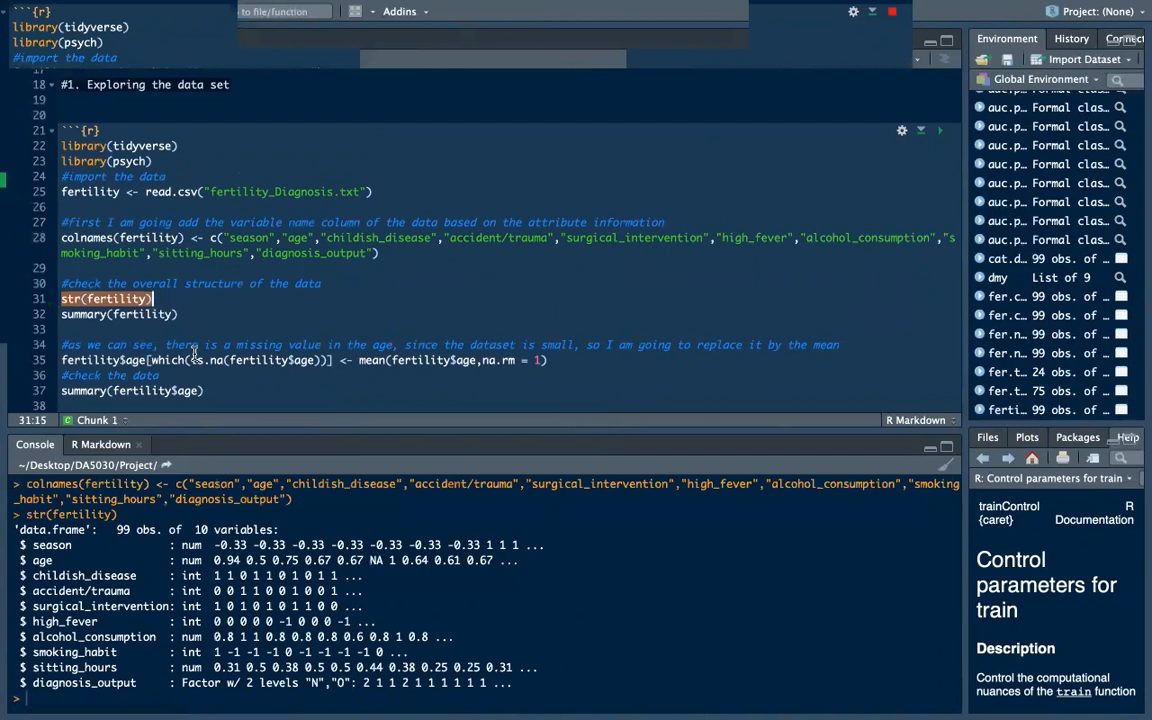 ```{r}
library(tidyverse)
library(psych)
#import the data
to file/function
Addins
Project: (None)
18 #1. Exploring the data set
19
20
21 ```{r}
22 library(tidyverse)
23 library(psych)
24 #import the data
25 fertility <- read.csv("fertility_Diagnosis.txt")
27 #first I am going add the variable name column of the data based on the attribute information
28 colnames(fertility) <- c("season","age","childish_disease","accident/trauma","surgical_intervention","high_fever","alcohol_consumption","s
moking_habit","sitting_hours","diagnosis_output")
29
30 #check the overall structure of the data
31 str(fertility)
32 summary(fertility)
33
34 #as we can see, there is a missing value in the age, since the dataset is small, so I am going to replace it by the mean
35 fertility$age[which(is.na(fertility$age))] <- mean(fertility$age,na.rm = 1)
36 #check the data
37 summary(fertility$age)
38
31:15 Chunk 1 R Markdown
Console R Markdown
~/Desktop/DA5030/Project/
> colnames(fertility) <- c("season","age","childish_disease","accident/trauma","surgical_intervention","high_fever","alcohol_consumption","smoking
_habit","sitting_hours","diagnosis_output")
> str(fertility)
'data.frame': 99 obs. of 10 variables:
$ season : num -0.33 -0.33 -0.33 -0.33 -0.33 -0.33 -0.33 1 1 1 ...
$ age : num 0.94 0.5 0.75 0.67 0.67 NA 1 0.64 0.61 0.67 ...
$ childish_disease : int 1 1 0 1 1 0 1 0 1 1 ...
$ accident/trauma : int 0 0 1 1 0 0 1 0 0 1 ...
$ surgical_intervention: int 1 0 1 0 1 0 1 1 0 0 ...
$ high_fever : int 0 0 0 0 0 -1 0 0 0 -1 ...
$ alcohol_consumption : num 0.8 1 1 0.8 0.8 0.8 0.6 0.8 1 0.8 ...
$ smoking_habit : int 1 -1 -1 -1 0 -1 -1 -1 -1 0 ...
$ sitting_hours : num 0.31 0.5 0.38 0.5 0.5 0.44 0.38 0.25 0.25 0.31 ...
$ diagnosis_output : Factor w/ 2 levels "N","O": 2 1 1 2 1 1 1 1 1 1 ...
>
Environment History
Import Dataset
Global Environment
auc.p… Formal clas…
auc.p… Formal clas…
auc.p… Formal clas…
auc.p… Formal clas…
auc.p… Formal clas…
auc.p… Formal clas…
auc.p… Formal clas…
auc.p… Formal clas…
cat.d… 99 obs. of …
dmy List of 9
fer.c… 99 obs. of …
fer.n… 99 obs. of …
fer.n… 99 obs. of …
fer.n… 99 obs. of …
fer.t… 24 obs. of …
fer.t… 75 obs. of …
ferti… 99 obs. of …
Files Plots Packages Help
R: Control parameters for train
trainControl R
{caret} Documentation
Control
parameters for
train
Description
Control the computational
nuances of the train function